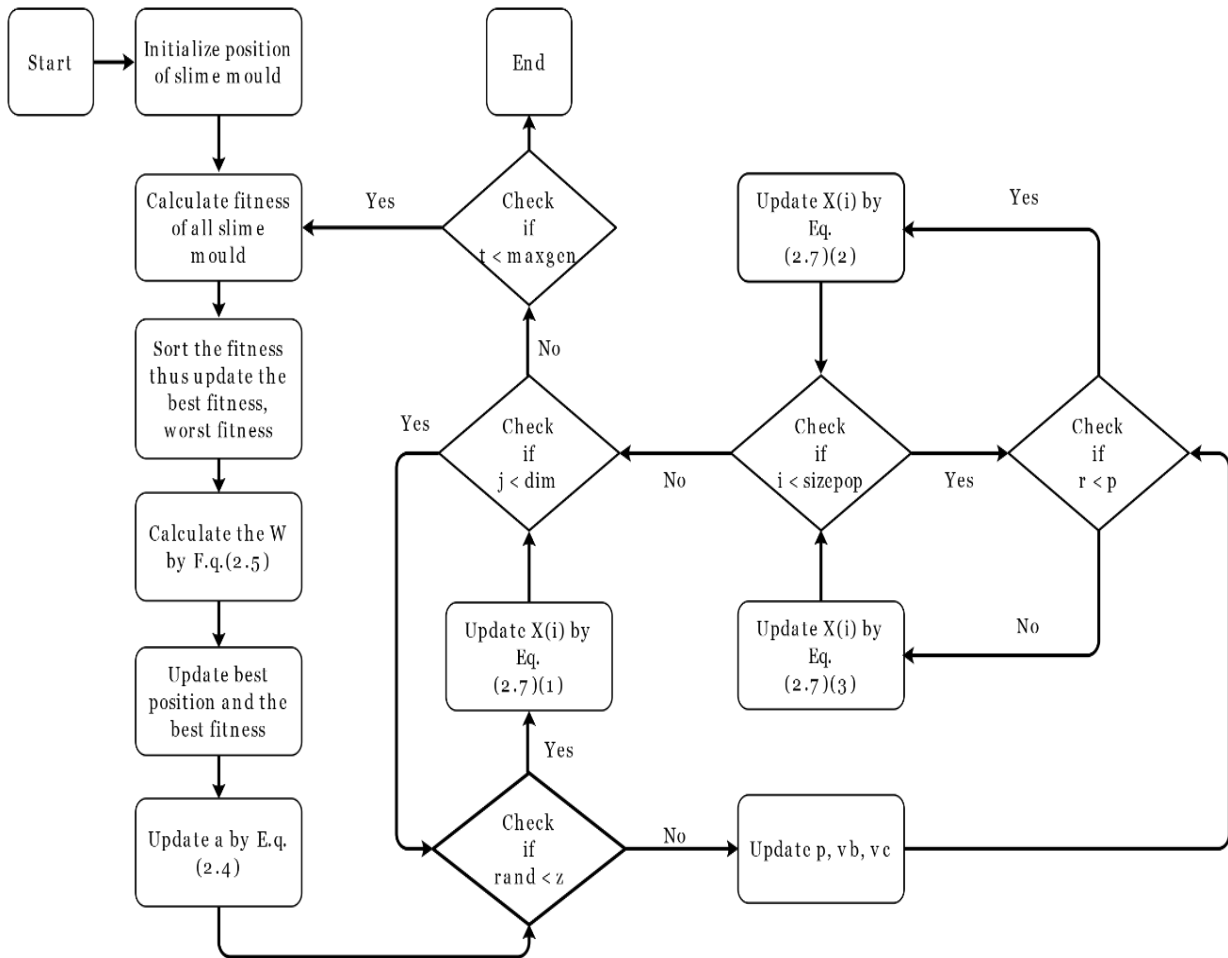 Start
Initialize position
of slime mould
End
Calculate fitness
of all slime
mould
Yes
Check
if
t < maxgen
Update X(i) by
Eq.
(2.7)(2)
Yes
Sort the fitness
thus update the
best fitness,
worst fitness
No
Yes
Check
if
j < dim
No
Check
if
i < sizepop
Yes
Check
if
r < p
Calculate the W
by F.q.(2.5)
Update X(i) by
Eq.
(2.7)(1)
Update X(i) by
Eq.
(2.7)(3)
No
Update best
position and the
best fitness
Yes
Update a by E.q.
(2.4)
Check
if
rand < z
No
Update p, vb, vc